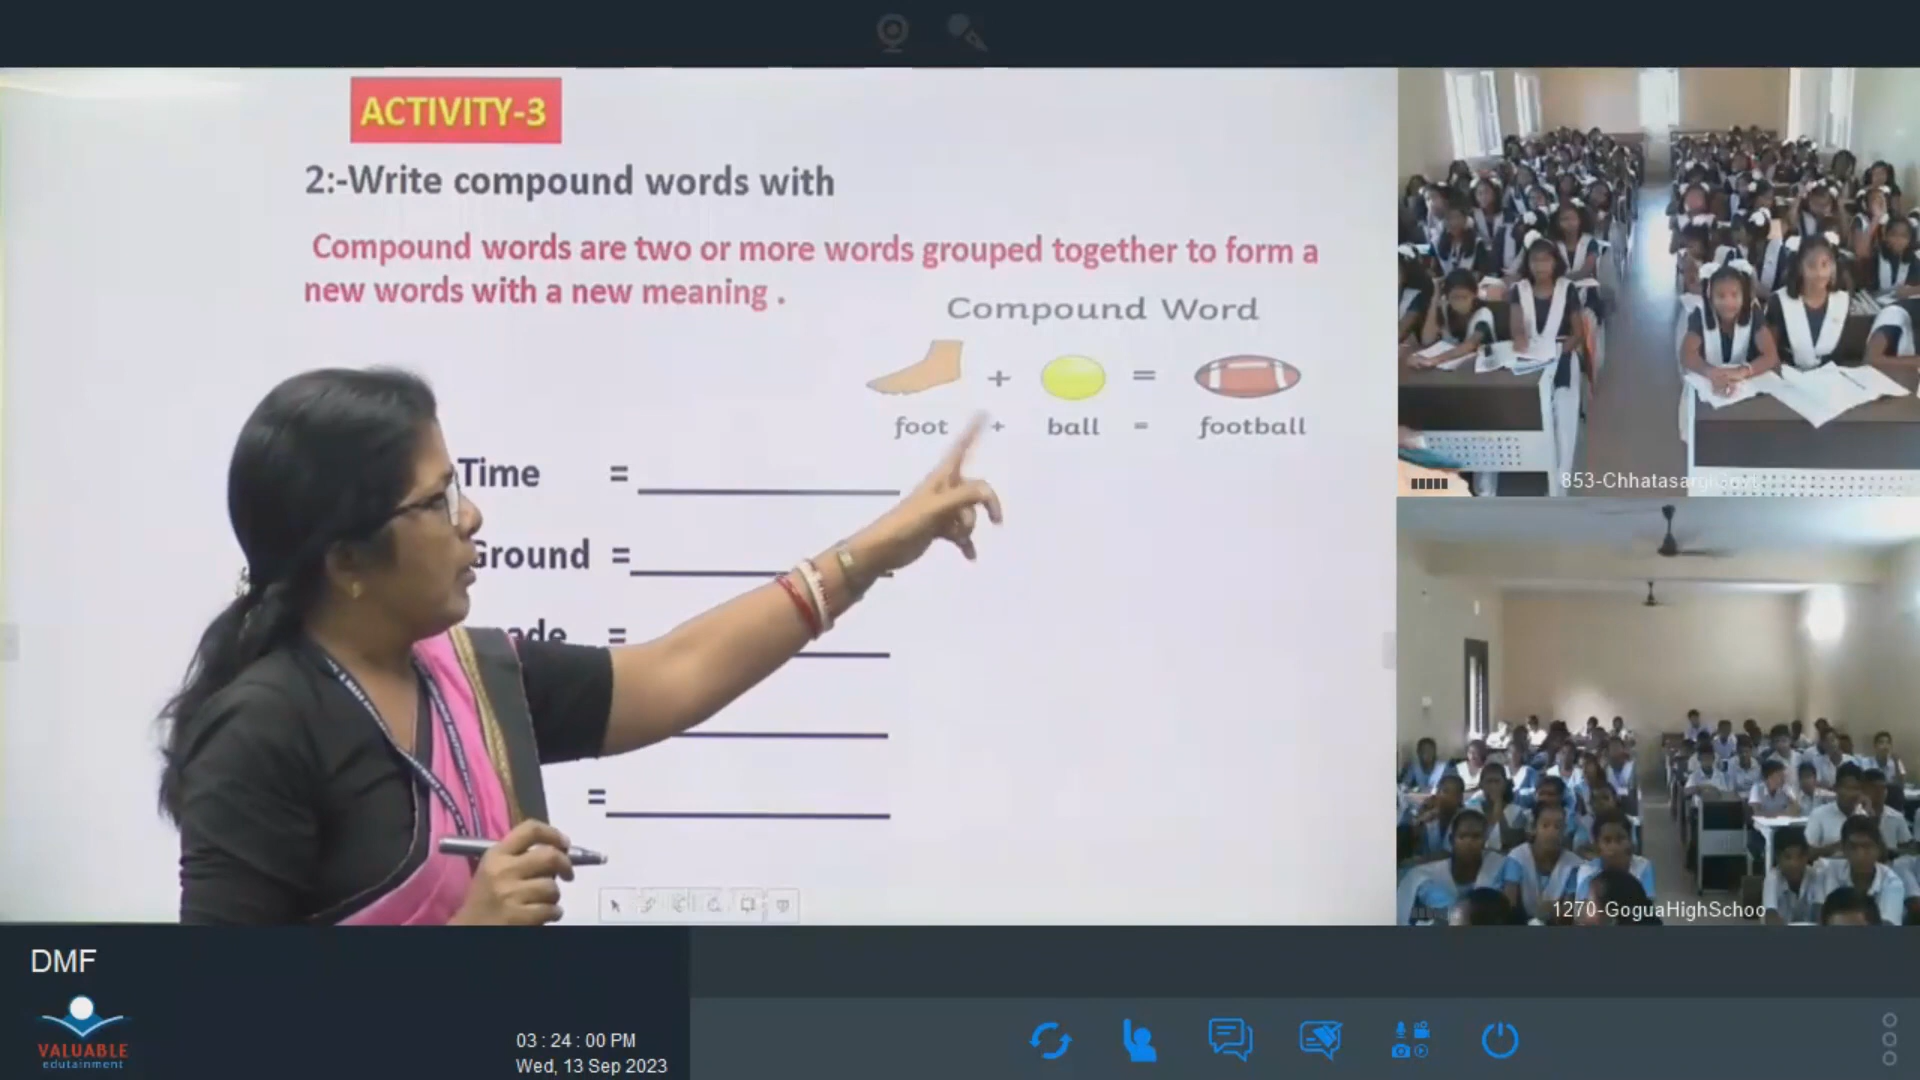 ACTIVITY-3
2:-Write compound words with
Compound words are two or more words grouped together to form a
new words with a new meaning .
Compound Word
+ =
foot + ball = football
Time = 
Ground =
=
=
853-Chhatasar
1270-GoguaHighSchoo
DMF
VALUABLE
edutainment
03 : 24 : 00 PM
Wed, 13 Sep 2023